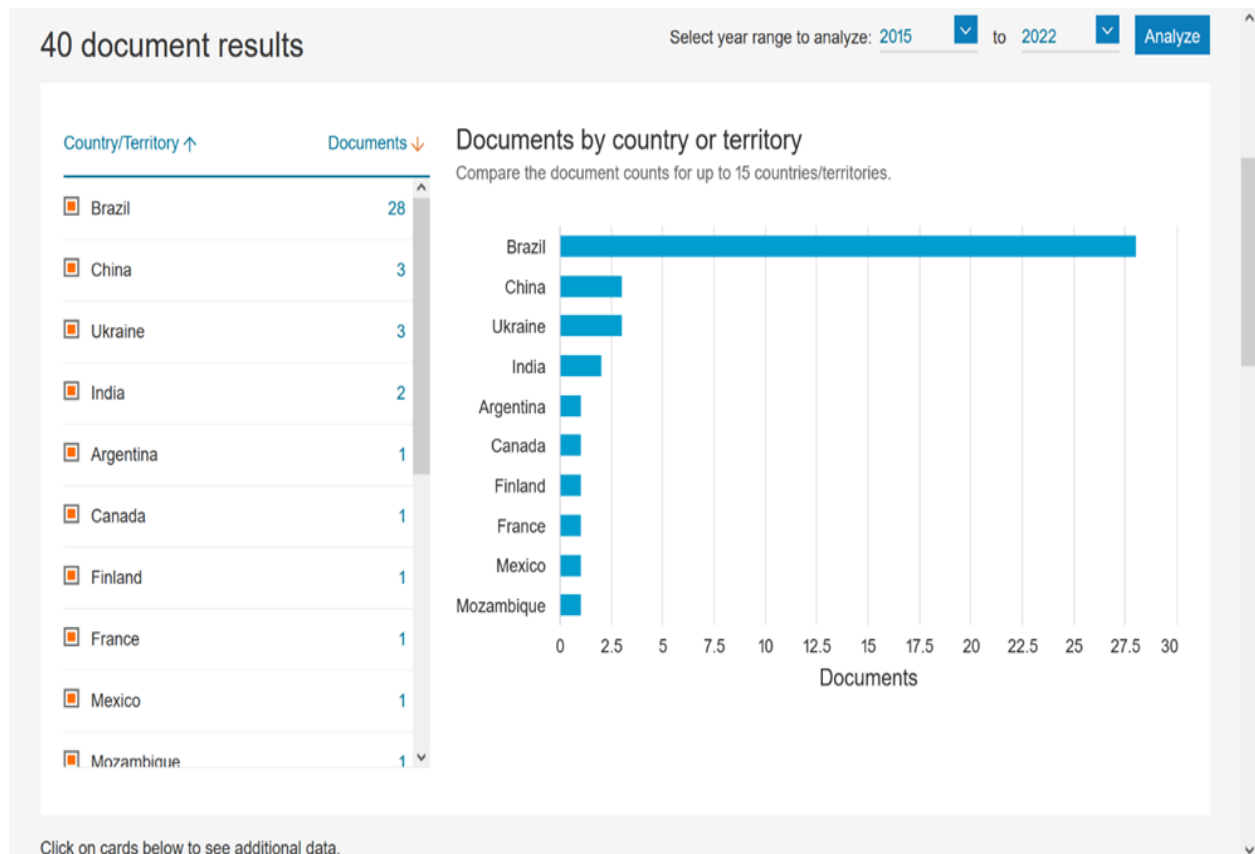 40 document results
Select year range to analyze: 2015 to 2022 Analyze
Country/Territory ↑ Documents ↓
Brazil 28
China 3
Ukraine 3
India 2
Argentina 1
Canada 1
Finland 1
France 1
Mexico 1
Mozambique 1
Documents by country or territory
Compare the document counts for up to 15 countries/territories.
Brazil
China
Ukraine
India
Argentina
Canada
Finland
France
Mexico
Mozambique
0 2.5 5 7.5 10 12.5 15 17.5 20 22.5 25 27.5 30
Documents
Click on cards below to see additional data.